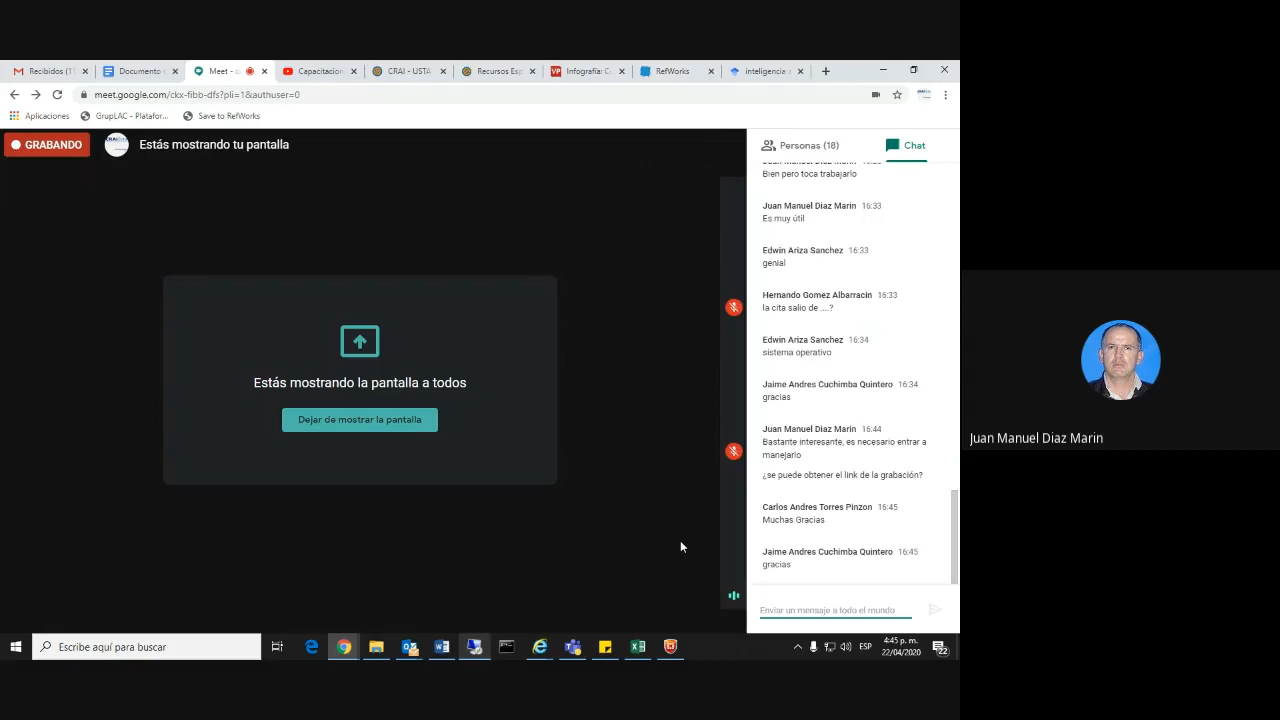 Recibidos (1
Documento
Meet -
Capacitacion
CRAI - USTA
Recursos Esp
Infografía: C
RefWorks
inteligencia
meet.google.com/ckx-fibb-dfs?pli=1&authuser=0
Aplicaciones
GrupLAC - Platafor...
Save to RefWorks
GRABANDO
Estás mostrando tu pantalla
Personas (18)
Chat
Juan Manuel Diaz Marin
Bien pero toca trabajarlo
Juan Manuel Diaz Marin 16:33
Es muy útil
Edwin Ariza Sanchez 16:33
genial
Hernando Gomez Albarracin 16:33
la cita salio de ....?
Edwin Ariza Sanchez 16:34
sistema operativo
Jaime Andres Cuchimba Quintero 16:34
gracias
Juan Manuel Diaz Marin 16:44
Bastante interesante, es necesario entrar a
manejarlo
¿se puede obtener el link de la grabación?
Carlos Andres Torres Pinzon 16:45
Muchas Gracias
Jaime Andres Cuchimba Quintero 16:45
gracias
Enviar un mensaje a todo el mundo
Estás mostrando la pantalla a todos
Dejar de mostrar la pantalla
Juan Manuel Diaz Marin
Escribe aquí para buscar
ESP
4:45 p. m.
22/04/2020
22